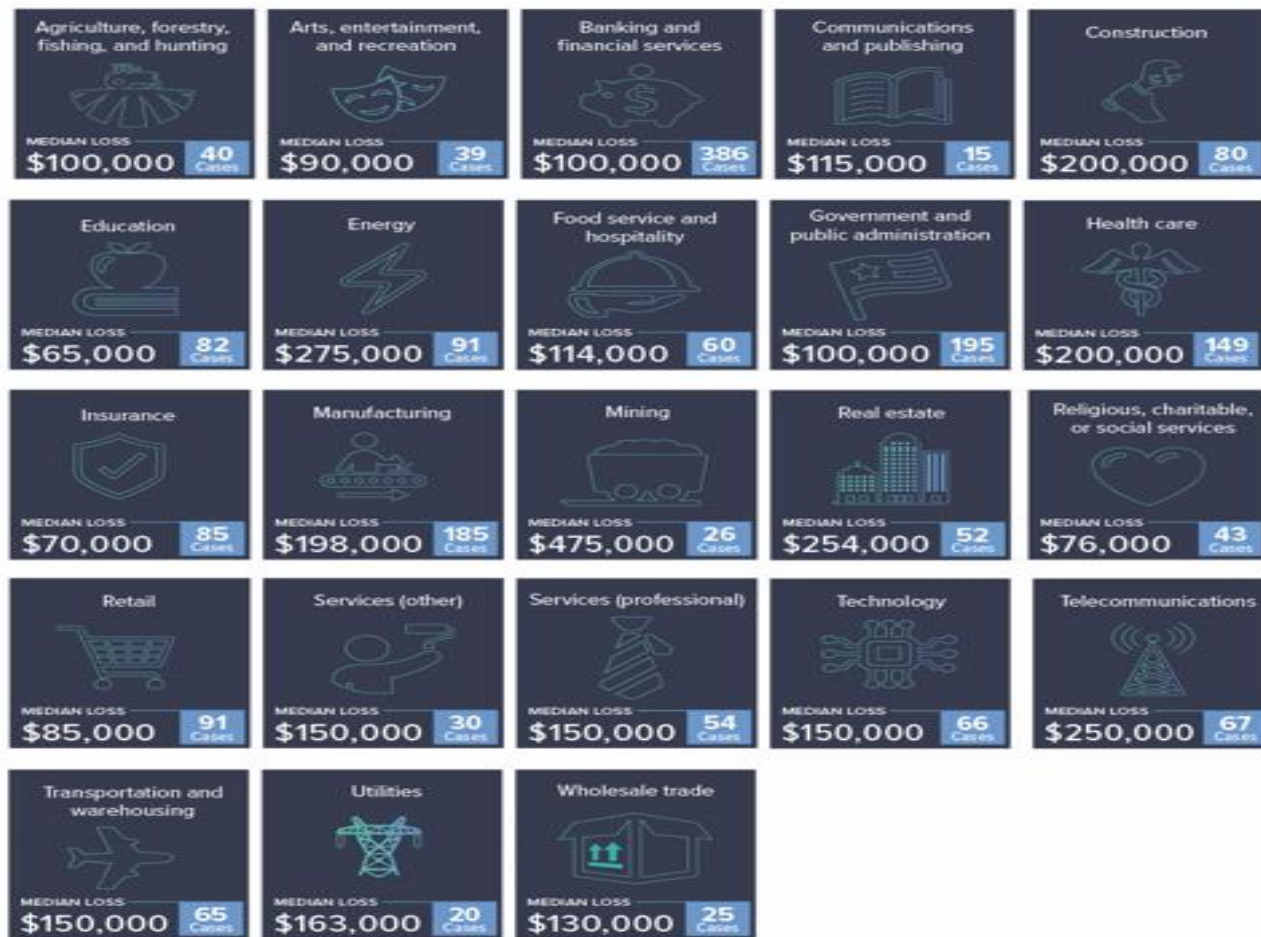 Agriculture, forestry,
fishing, and hunting
MEDIAN LOSS
$100,000
40
Cases
Arts, entertainment,
and recreation
MEDIAN LOSS
$90,000
39
Cases
Banking and
financial services
$
MEDIAN LOSS
$100,000
386
Cases
Communications
and publishing
MEDIAN LOSS
$115,000
15
Cases
Construction
MEDIAN LOSS
$200,000
80
Cases
Education
MEDIAN LOSS
$65,000
82
Cases
Energy
MEDIAN LOSS
$275,000
91
Cases
Food service and
hospitality
MEDIAN LOSS
$114,000
60
Cases
Government and
public administration
MEDIAN LOSS
$100,000
195
Cases
Health care
MEDIAN LOSS
$200,000
149
Cases
Insurance
MEDIAN LOSS
$70,000
85
Cases
Manufacturing
MEDIAN LOSS
$198,000
185
Cases
Mining
MEDIAN LOSS
$475,000
26
Cases
Real estate
MEDIAN LOSS
$254,000
52
Cases
Religious, charitable,
or social services
MEDIAN LOSS
$76,000
43
Cases
Retail
MEDIAN LOSS
$85,000
91
Cases
Services (other)
MEDIAN LOSS
$150,000
30
Cases
Services (professional)
MEDIAN LOSS
$150,000
54
Cases
Technology
MEDIAN LOSS
$150,000
66
Cases
Telecommunications
MEDIAN LOSS
$250,000
67
Cases
Transportation and
warehousing
MEDIAN LOSS
$150,000
65
Cases
Utilities
MEDIAN LOSS
$163,000
20
Cases
Wholesale trade
MEDIAN LOSS
$130,000
25
Cases